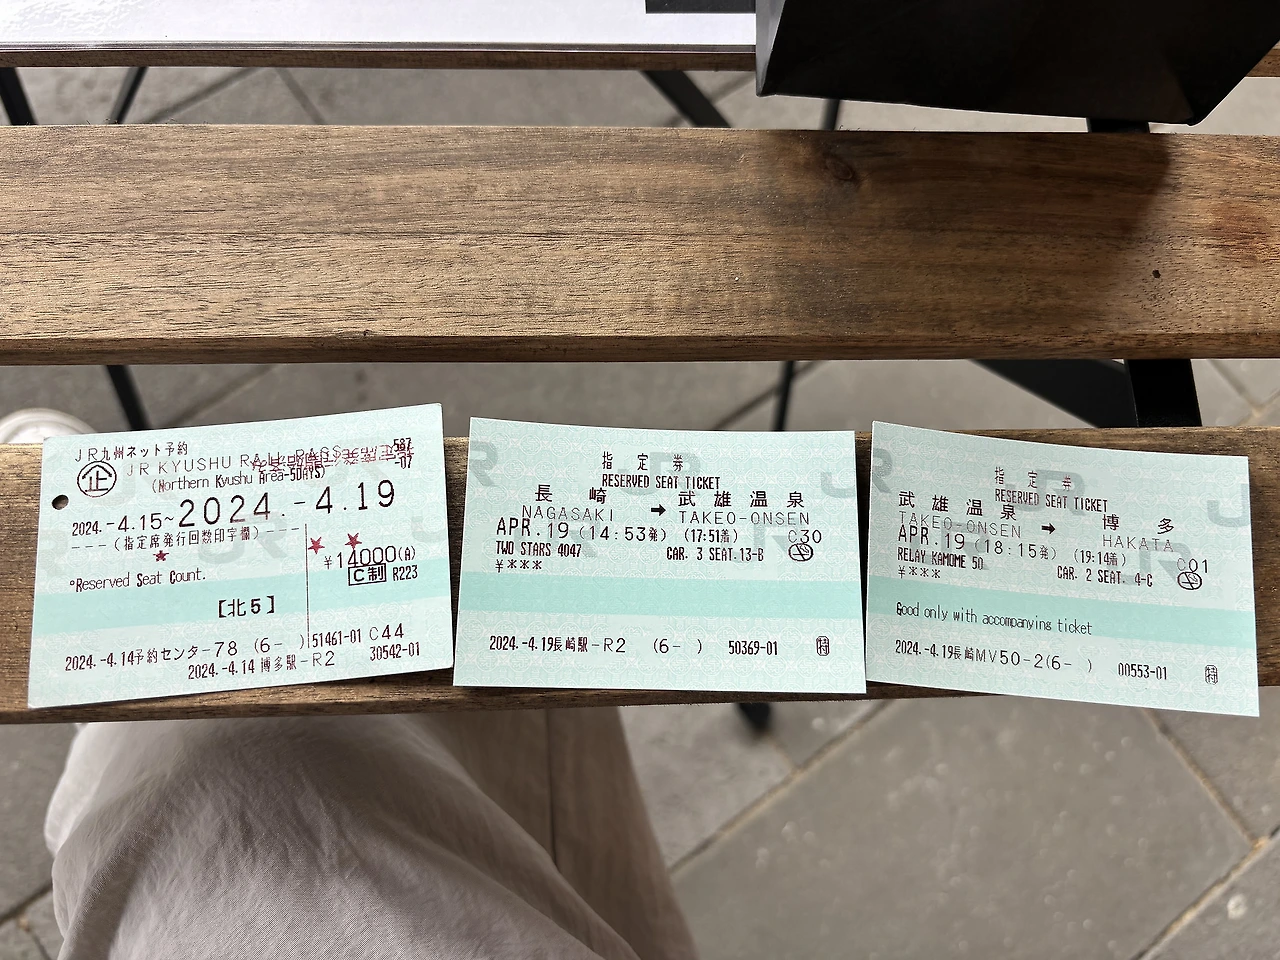 JR九州ネット予約
587
-07
企
JR KYUSHU RAIL PASS
(Northern Kyushu Area-5DAYS)
2024.-4.15~2024.-4.19
---(指定席発行回数印字欄)----
★ ★ ★
¥14000(A)
C制 R223
°Reserved Seat Count.
[北5]
2024.-4.14予約センタ-78 (6- ) 51461-01 C44
2024.-4.14 博多駅-R2 30542-01
指定券
RESERVED SEAT TICKET
長崎 → 武雄温泉
NAGASAKI TAKEO-ONSEN
APR.19(14:53発) (17:51着) C30
TWO STARS 4047 CAR. 3 SEAT.13-B
¥***
2024.-4.19長崎駅-R2 (6- ) 50369-01 特
指定券
RESERVED SEAT TICKET
武雄温泉 → 博多
TAKEO-ONSEN HAKATA
APR.19(18:15発) (19:14着) C01
RELAY KAMOME 50 CAR. 2 SEAT. 4-C
¥***
Good only with accompanying ticket
2024.-4.19長崎MV50-2(6- ) 00553-01 特